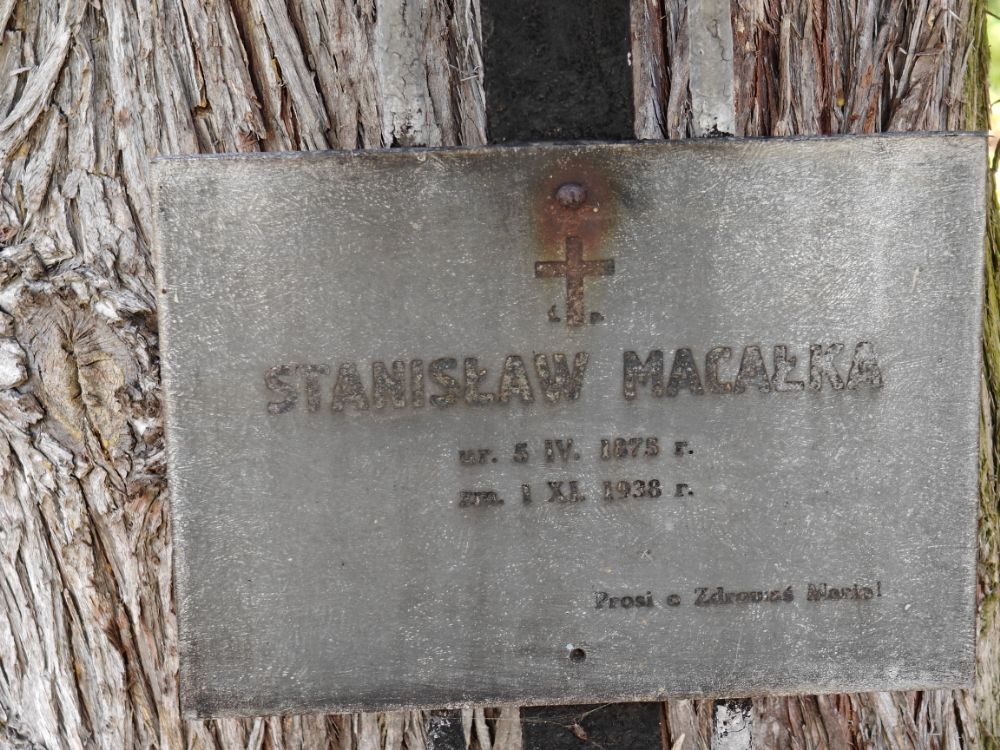 ś. p.
STANISŁAW MACAŁKA
ur. 5 IV. 1875 r.
zm. 1 XI. 1938 r.
Prosi o Zdrowaś Maria!